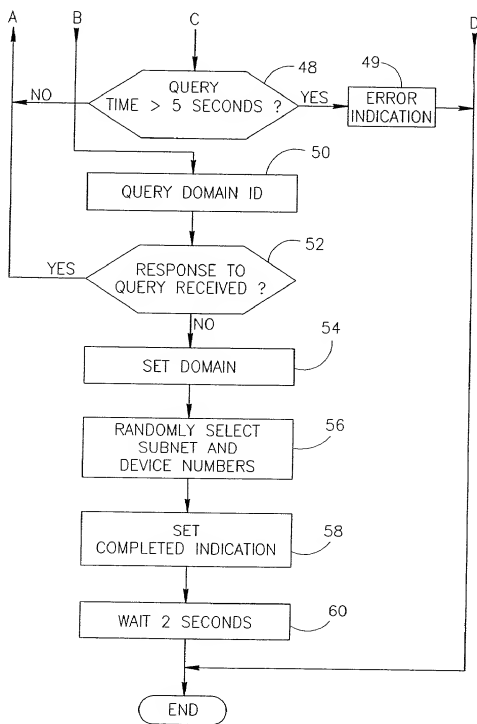 A
B
C
D
48
QUERY
TIME > 5 SECONDS ?
NO
YES
49
ERROR
INDICATION
50
QUERY DOMAIN ID
52
RESPONSE TO
QUERY RECEIVED ?
YES
NO
54
SET DOMAIN
56
RANDOMLY SELECT
SUBNET AND
DEVICE NUMBERS
58
SET
COMPLETED INDICATION
60
WAIT 2 SECONDS
END